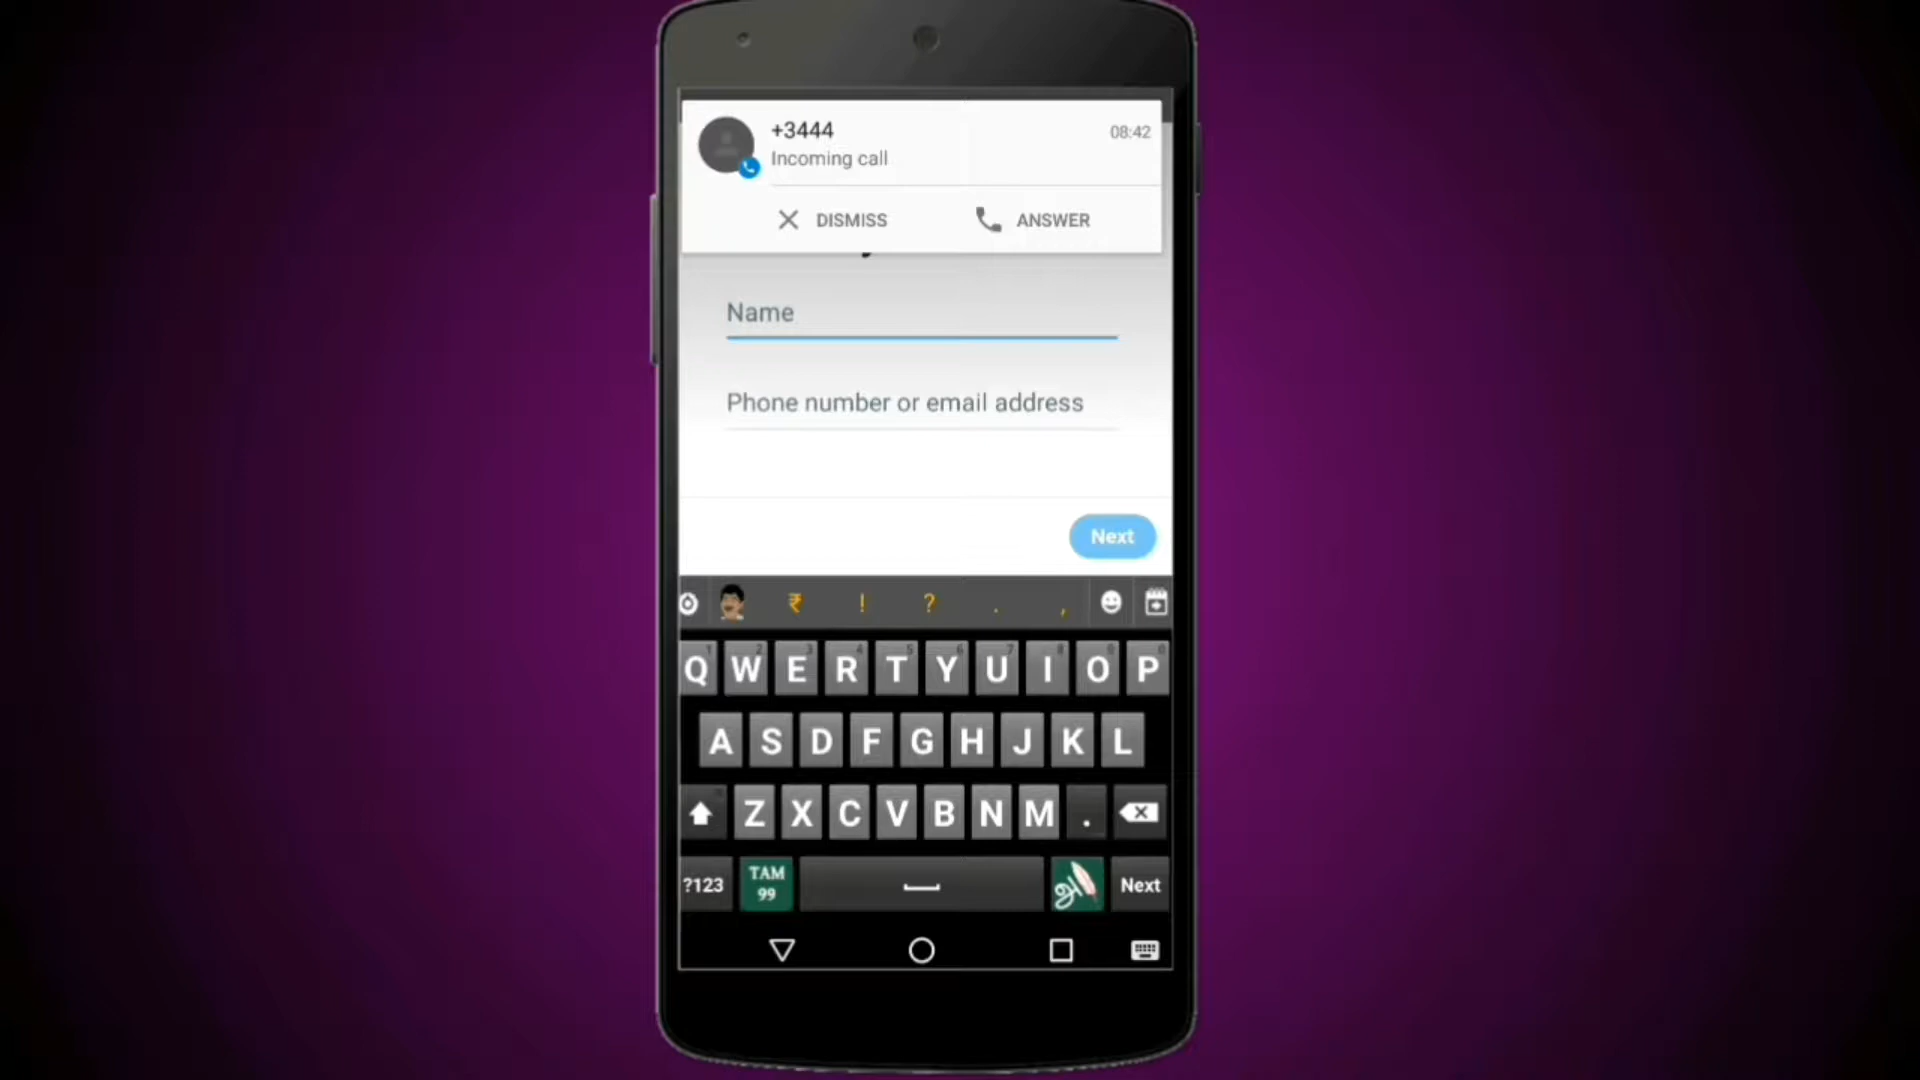 +3444
08:42
Incoming call
DISMISS
ANSWER
Name
Phone number or email address
Next
₹ ! ? . ,
Q W E R T Y U I O P
A S D F G H J K L
Z X C V B N M .
?123
TAM
99
அ
Next